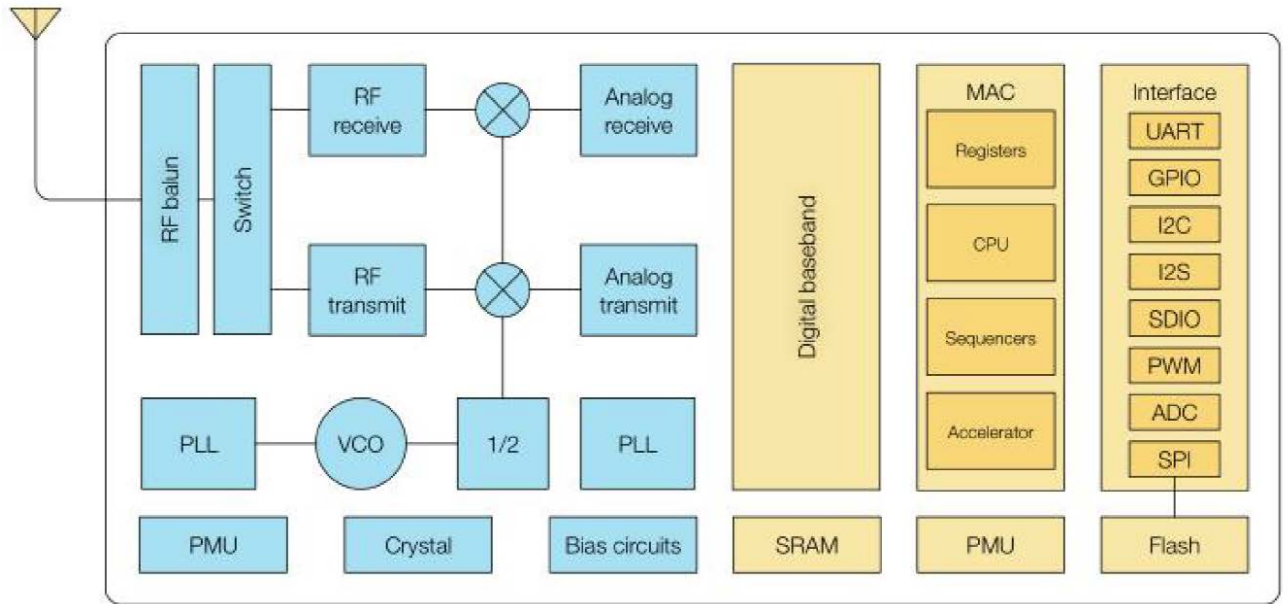 RF balun
Switch
RF
receive
Analog
receive
RF
transmit
Analog
transmit
PLL
VCO
1/2
PLL
PMU
Crystal
Bias circuits
Digital baseband
SRAM
MAC
Registers
CPU
Sequencers
Accelerator
PMU
Interface
UART
GPIO
I2C
I2S
SDIO
PWM
ADC
SPI
Flash